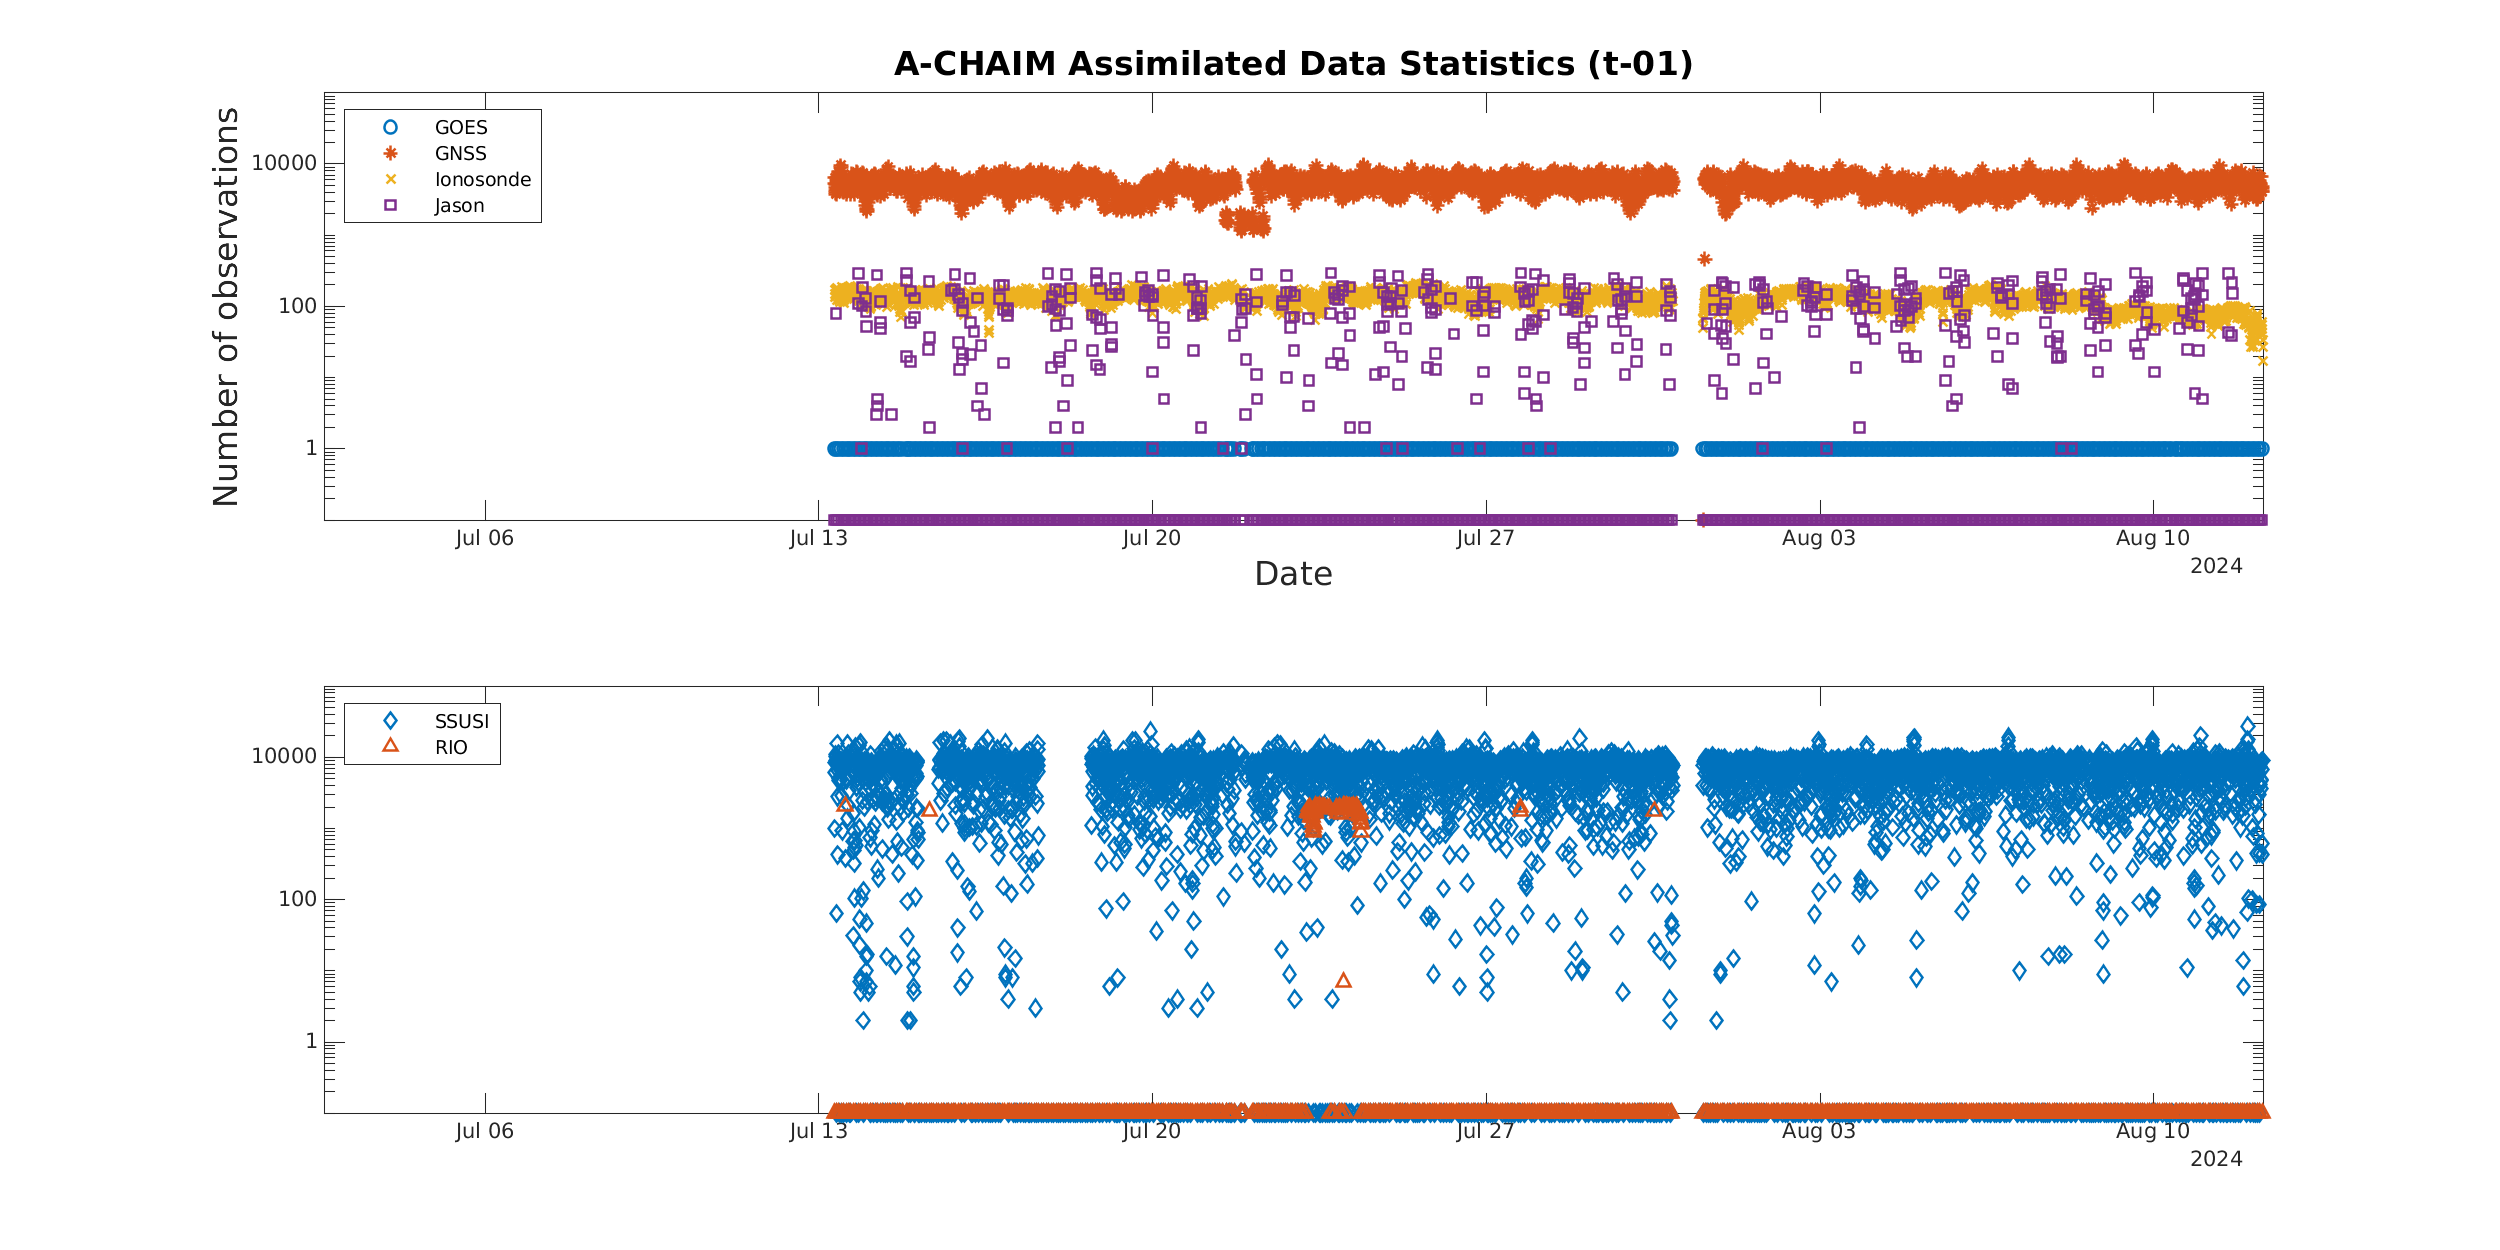 A-CHAIM Assimilated Data Statistics (t-01)
Number of observations
10000
100
1
GOES
GNSS
Ionosonde
Jason
Jul 06
Jul 13
Jul 20
Jul 27
Aug 03
Aug 10
2024
Date
10000
100
1
SSUSI
RIO
Jul 06
Jul 13
Jul 20
Jul 27
Aug 03
Aug 10
2024